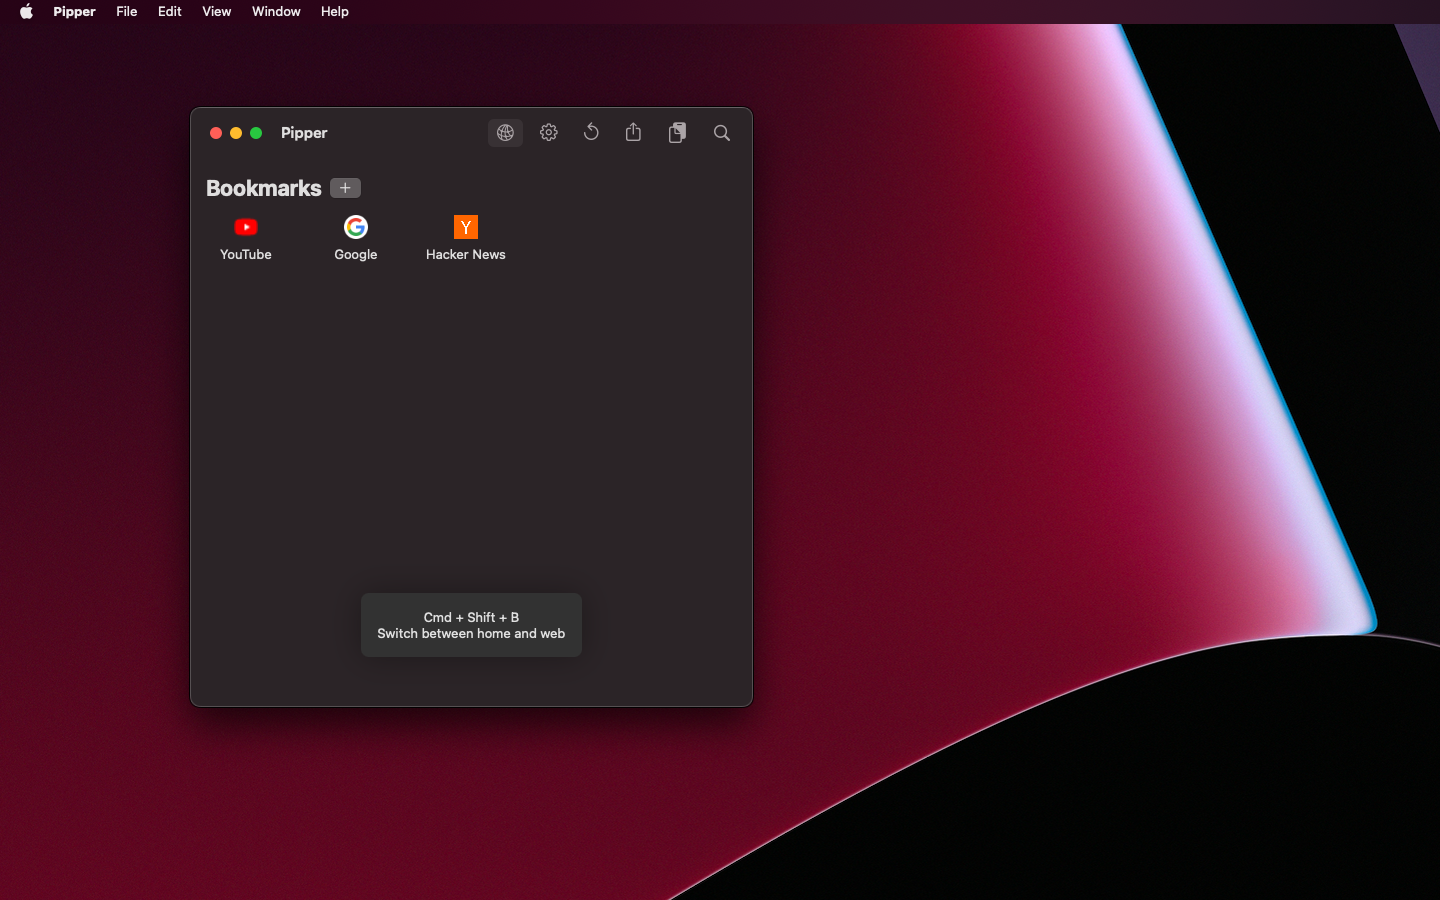 Pipper File Edit View Window Help
Pipper
Bookmarks +
YouTube Google Y Hacker News
Cmd + Shift + B
Switch between home and web